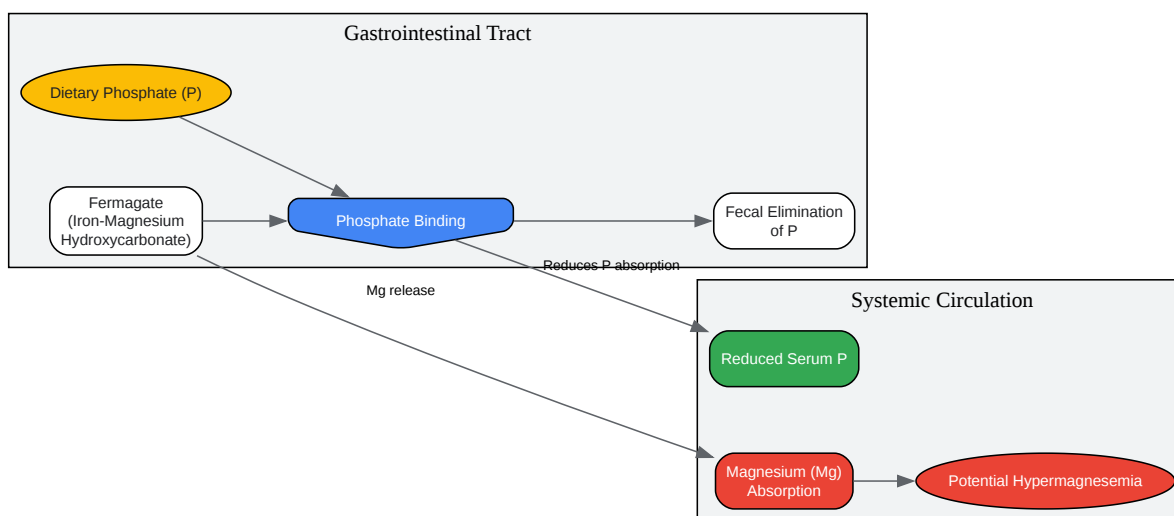 Gastrointestinal Tract
Dietary Phosphate (P)
Fermagate
(Iron-Magnesium
Hydroxycarbonate)
Phosphate Binding
Fecal Elimination
of P
Reduces P absorption
Mg release
Systemic Circulation
Reduced Serum P
Magnesium (Mg)
Absorption
Potential Hypermagnesemia